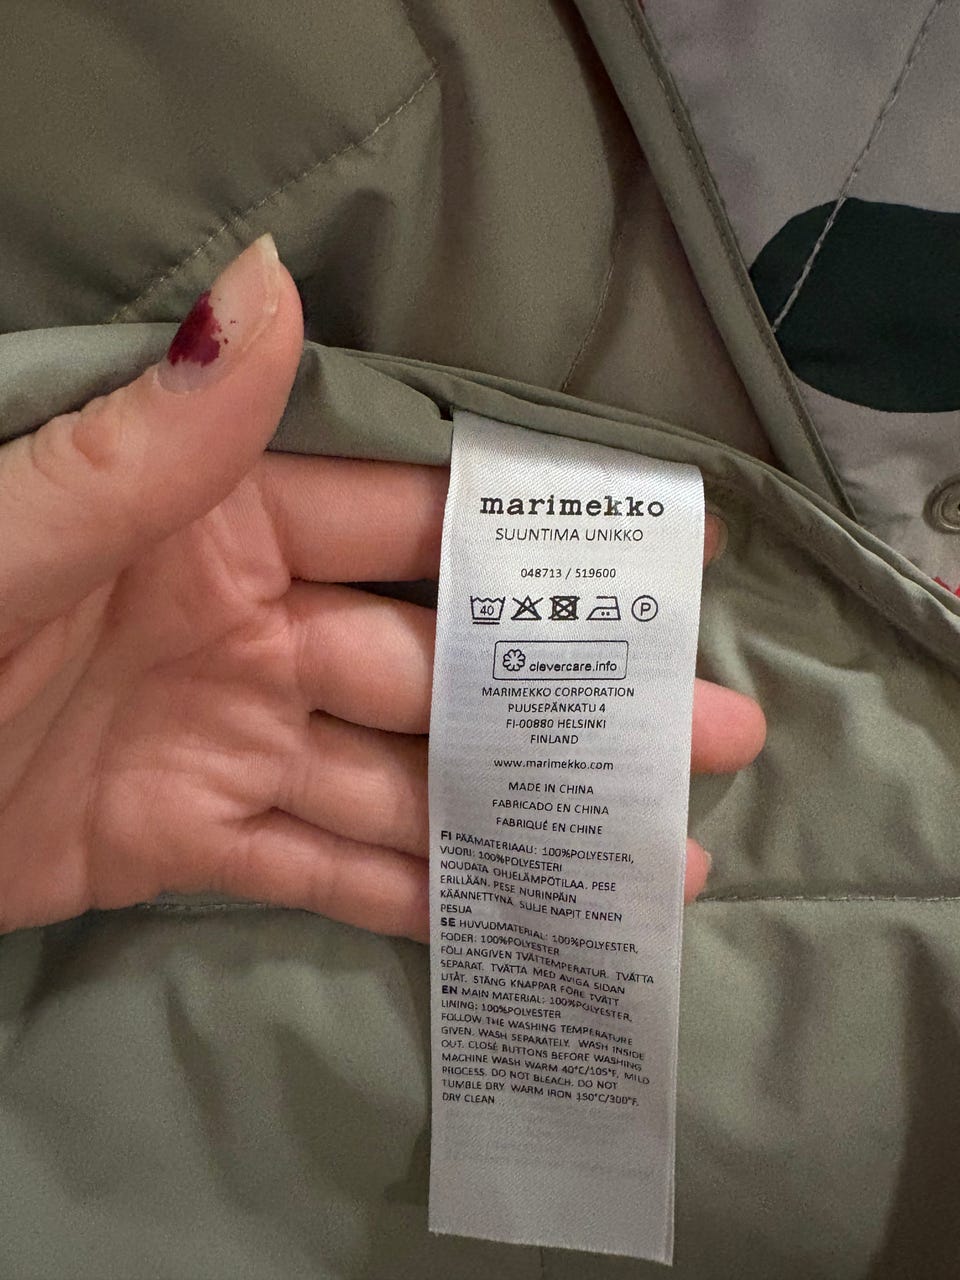 marimekko
SUUNTIMA UNIKKO
048713 / 519600
40 P
clevercare.info
MARIMEKKO CORPORATION
PUUSEPÄNKATU 4
FI-00880 HELSINKI
FINLAND
www.marimekko.com
MADE IN CHINA
FABRICADO EN CHINA
FABRIQUÉ EN CHINE
FI PÄÄMATERIAALI: 100%POLYESTERI,
VUORI: 100%POLYESTERI
NOUDATA OHJELÄMPÖTILAA. PESE
ERILLÄÄN. PESE NURINPÄIN
KÄÄNNETTYNÄ. SULJE NAPIT ENNEN
PESUA
SE HUVUDMATERIAL: 100%POLYESTER,
FODER: 100%POLYESTER
FÖLJ ANGIVEN TVÄTTEMPERATUR. TVÄTTA
SEPARAT. TVÄTTA MED AVIGA SIDAN
UTÅT. STÄNG KNAPPAR FÖRE TVÄTT
EN MAIN MATERIAL: 100%POLYESTER,
LINING: 100%POLYESTER
FOLLOW THE WASHING TEMPERATURE
GIVEN. WASH SEPARATELY. WASH INSIDE
OUT. CLOSE BUTTONS BEFORE WASHING
MACHINE WASH WARM 40°C/105°F, MILD
PROCESS. DO NOT BLEACH. DO NOT
TUMBLE DRY. WARM IRON 150°C/300°F.
DRY CLEAN